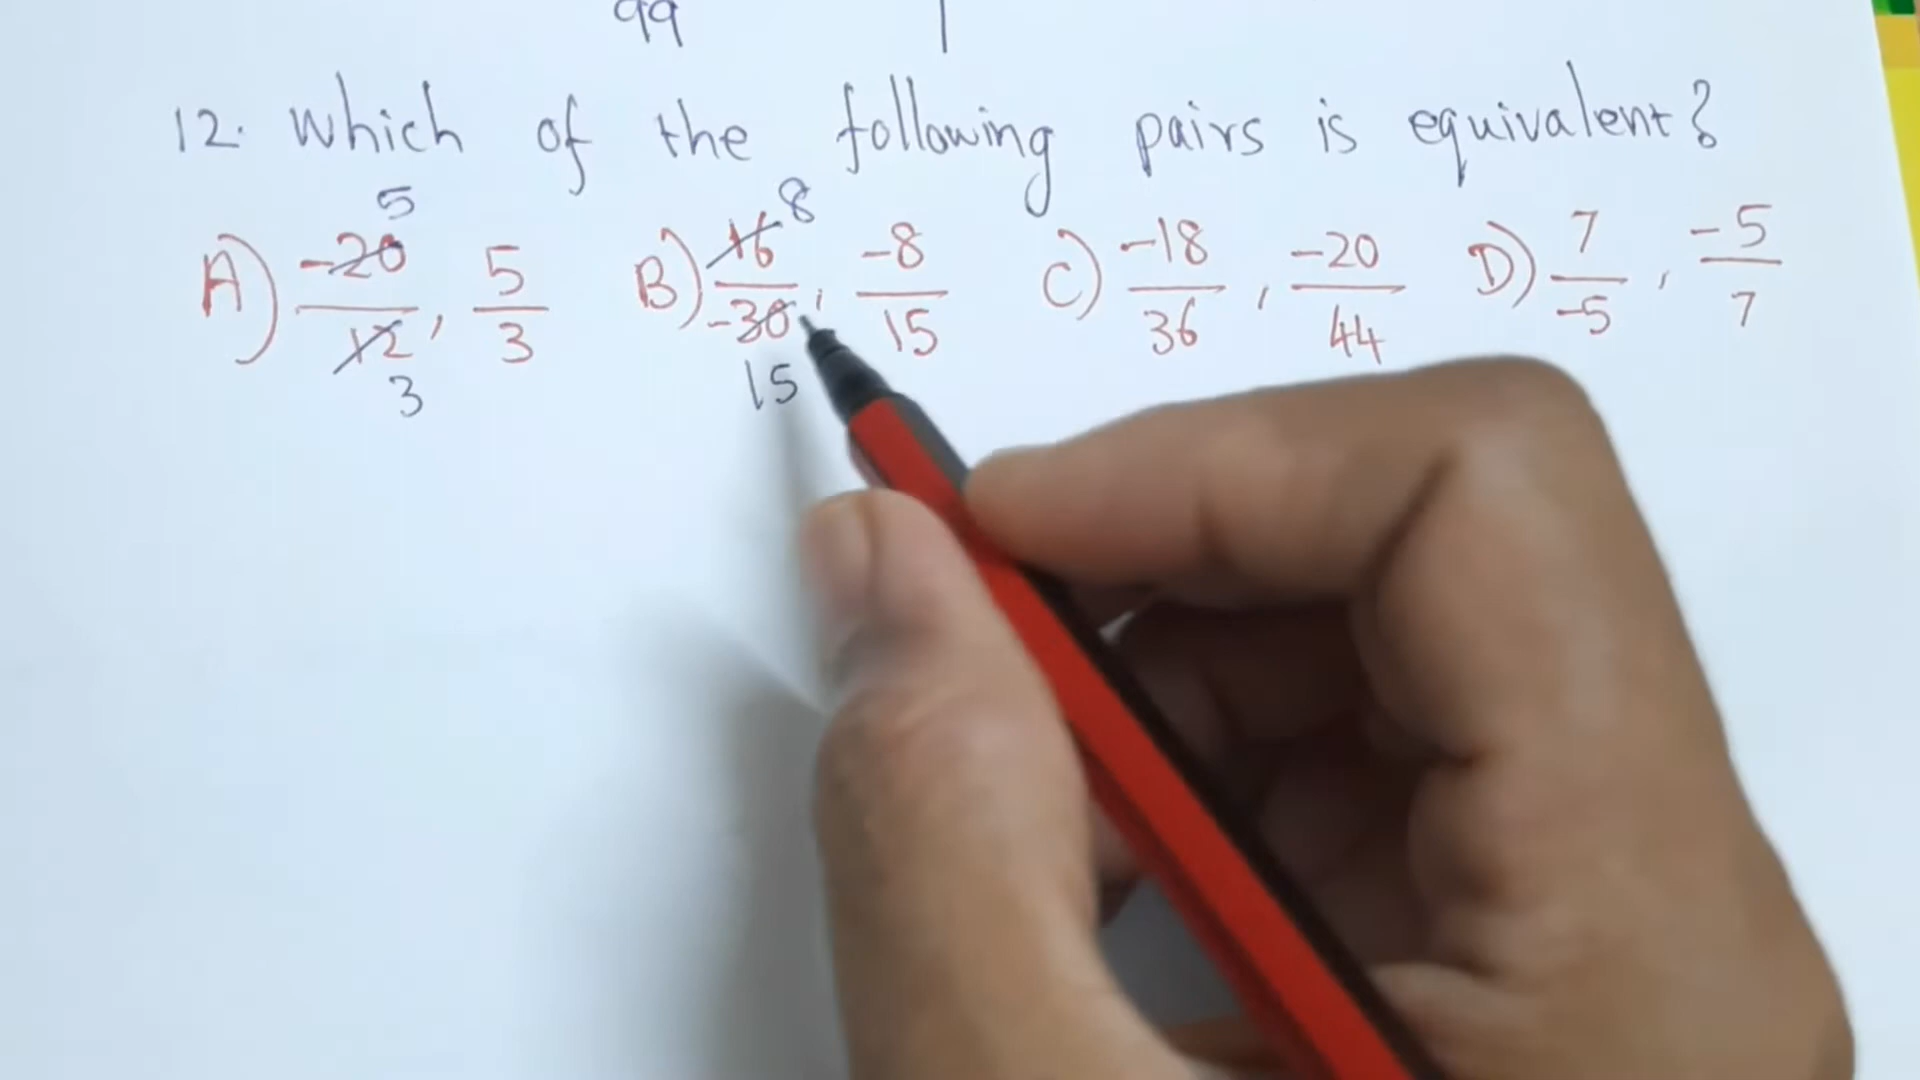 99 1
12. Which of the following pairs is equivalent?
5 8
A) -20/12, 5/3 B) 16/-30, -8/15 C) -18/36, -20/44 D) 7/-5, -5/7
3 15